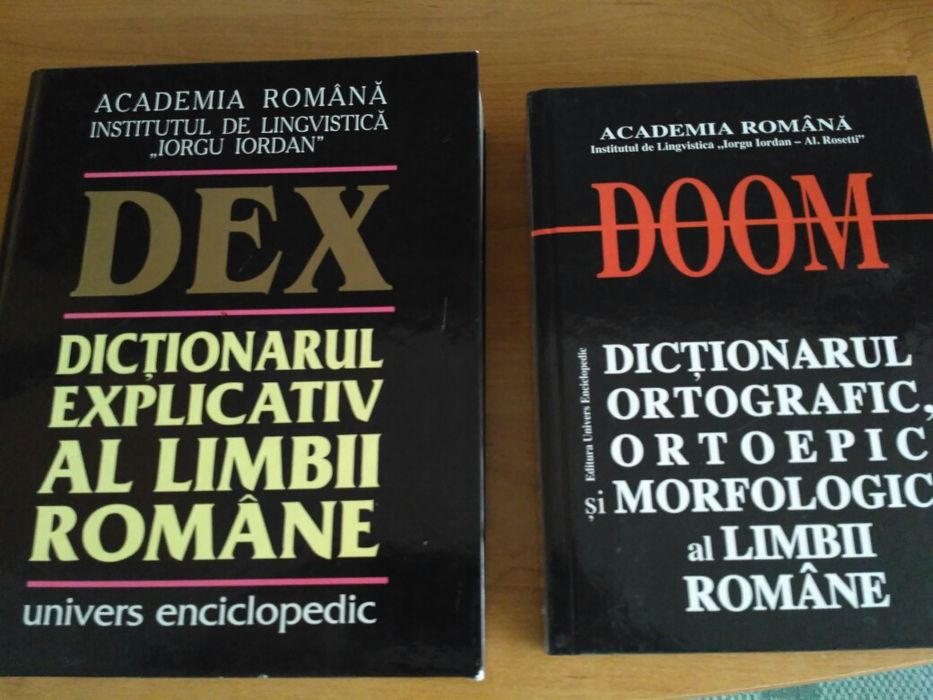 ACADEMIA ROMÂNĂ
INSTITUTUL DE LINGVISTICĂ
„IORGU IORDAN”
DEX
DICȚIONARUL
EXPLICATIV
AL LIMBII
ROMÂNE
univers enciclopedic
ACADEMIA ROMÂNĂ
Institutul de Lingvistică „Iorgu Iordan – Al. Rosetti”
DOOM
Editura Univers Enciclopedic
DICȚIONARUL
ORTOGRAFIC,
ORTOEPIC
și MORFOLOGIC
al LIMBII
ROMÂNE